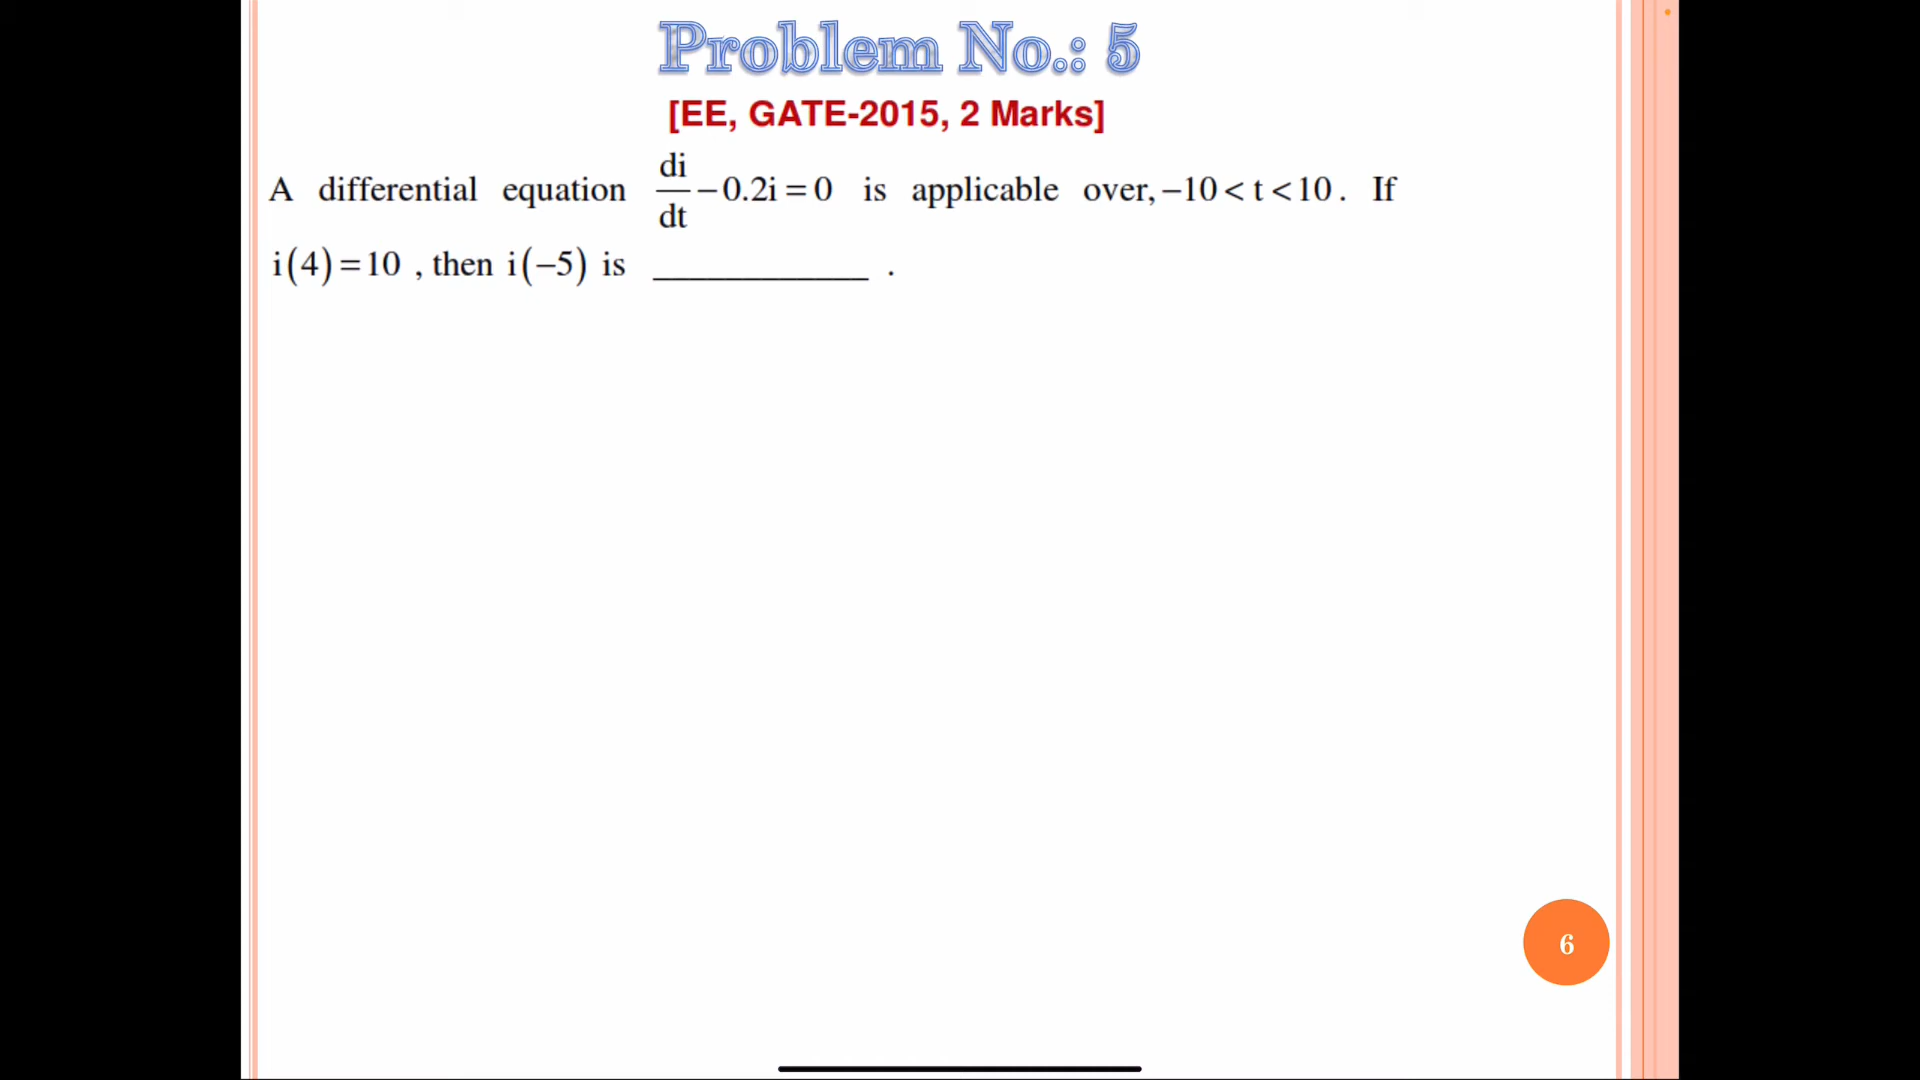 Problem No.: 5
[EE, GATE-2015, 2 Marks]
A differential equation di/dt − 0.2i = 0 is applicable over, −10 < t < 10. If
i(4) = 10 , then i(−5) is ____________ .
6